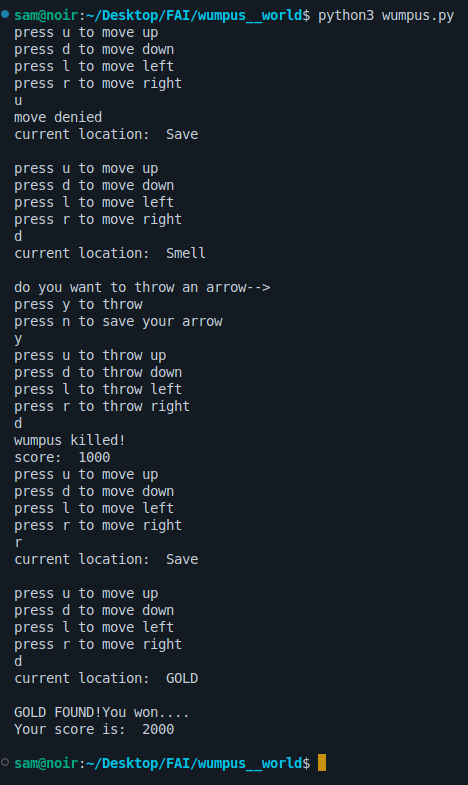 sam@noir:~/Desktop/FAI/wumpus__world$ python3 wumpus.py
press u to move up
press d to move down
press l to move left
press r to move right
u
move denied
current location:  Save

press u to move up
press d to move down
press l to move left
press r to move right
d
current location:  Smell

do you want to throw an arrow-->
press y to throw
press n to save your arrow
y
press u to throw up
press d to throw down
press l to throw left
press r to throw right
d
wumpus killed!
score:  1000
press u to move up
press d to move down
press l to move left
press r to move right
r
current location:  Save

press u to move up
press d to move down
press l to move left
press r to move right
d
current location:  GOLD

GOLD FOUND!You won....
Your score is:  2000

sam@noir:~/Desktop/FAI/wumpus__world$